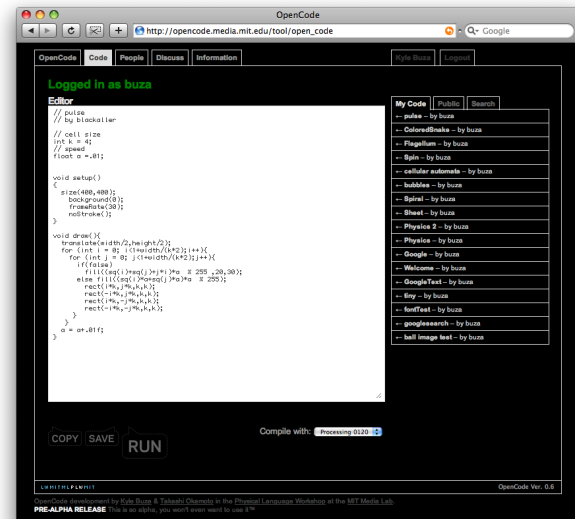 OpenCode
http://opencode.media.mit.edu/tool/open_code
Google
OpenCode Code People Discuss Information
Kyle Buza Logout
Logged in as buza
Editor
// pulse
// by blackaller
// cell size
int k = 4;
// speed
float a =.01;
void setup()
{
size(400,400);
background(0);
frameRate(30);
noStroke();
}
void draw(){
translate(width/2,height/2);
for (int i = 0; i<1+width/(k*2);i++){
for (int j = 0; j<1+width/(k*2);j++){
if(false)
fill((sq(i)+sq(j)+j*i)*a % 255 ,20,30);
else fill((sq(i)*a+sq(j)*a)*a % 255);
rect(i*k,j*k,k,k);
rect(-i*k,j*k,k,k);
rect(i*k,-j*k,k,k);
rect(-i*k,-j*k,k,k);
}
}
a = a+.01f;
}
My Code Public Search
← pulse – by buza
← ColoredSnake – by buza
← Flagellum – by buza
← Spin – by buza
← cellular automata – by buza
← bubbles – by buza
← Spiral – by buza
← Sheet – by buza
← Physics 2 – by buza
← Physics – by buza
← Google – by buza
← Welcome – by buza
← GoogleText – by buza
← tiny – by buza
← fontTest – by buza
← googlesearch – by buza
← ball image test – by buza
COPY SAVE RUN
Compile with: Processing 0120
OpenCode Ver. 0.6
OpenCode development by Kyle Buza & Takashi Okamoto in the Physical Language Workshop at the MIT Media Lab.
PRE-ALPHA RELEASE This is so alpha, you won't even want to use it™